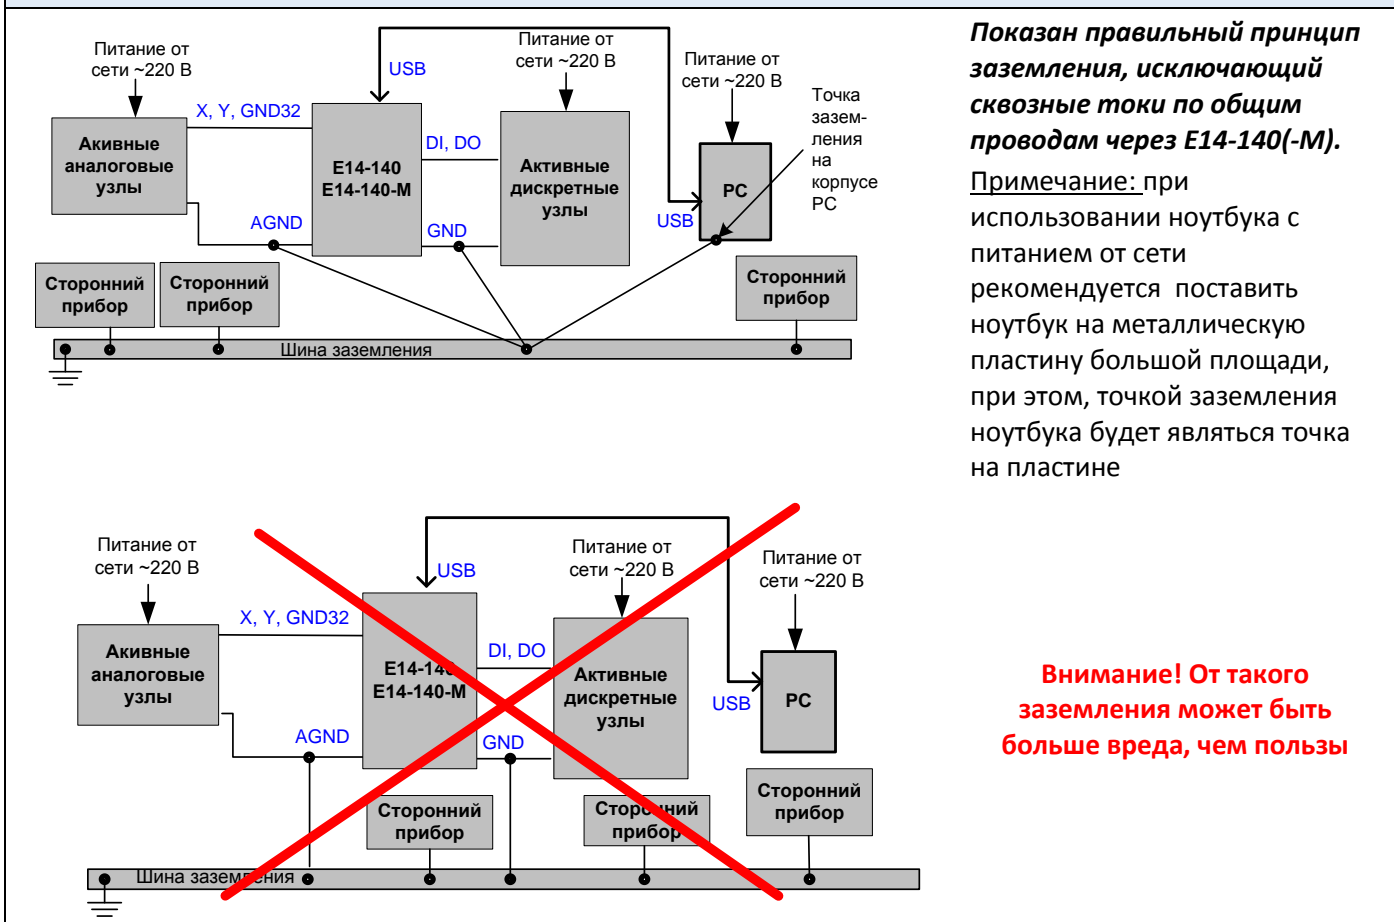 Питание от
сети ~220 В
USB
Питание от
сети ~220 В
Питание от
сети ~220 В
Точка
зазем-
ления
на
корпусе
PC
X, Y, GND32
Акивные
аналоговые
узлы
E14-140
E14-140-M
DI, DO
Активные
дискретные
узлы
PC
USB
AGND
GND
Сторонний
прибор
Сторонний
прибор
Сторонний
прибор
Шина заземления
Показан правильный принцип
заземления, исключающий
сквозные токи по общим
проводам через E14-140(-M).
Примечание: при
использовании ноутбука с
питанием от сети
рекомендуется поставить
ноутбук на металлическую
пластину большой площади,
при этом, точкой заземления
ноутбука будет являться точка
на пластине
Питание от
сети ~220 В
USB
Питание от
сети ~220 В
Питание от
сети ~220 В
X, Y, GND32
Акивные
аналоговые
узлы
E14-140
E14-140-M
DI, DO
Активные
дискретные
узлы
USB
PC
AGND
GND
Сторонний
прибор
Сторонний
прибор
Сторонний
прибор
Шина заземления
Внимание! От такого
заземления может быть
больше вреда, чем пользы